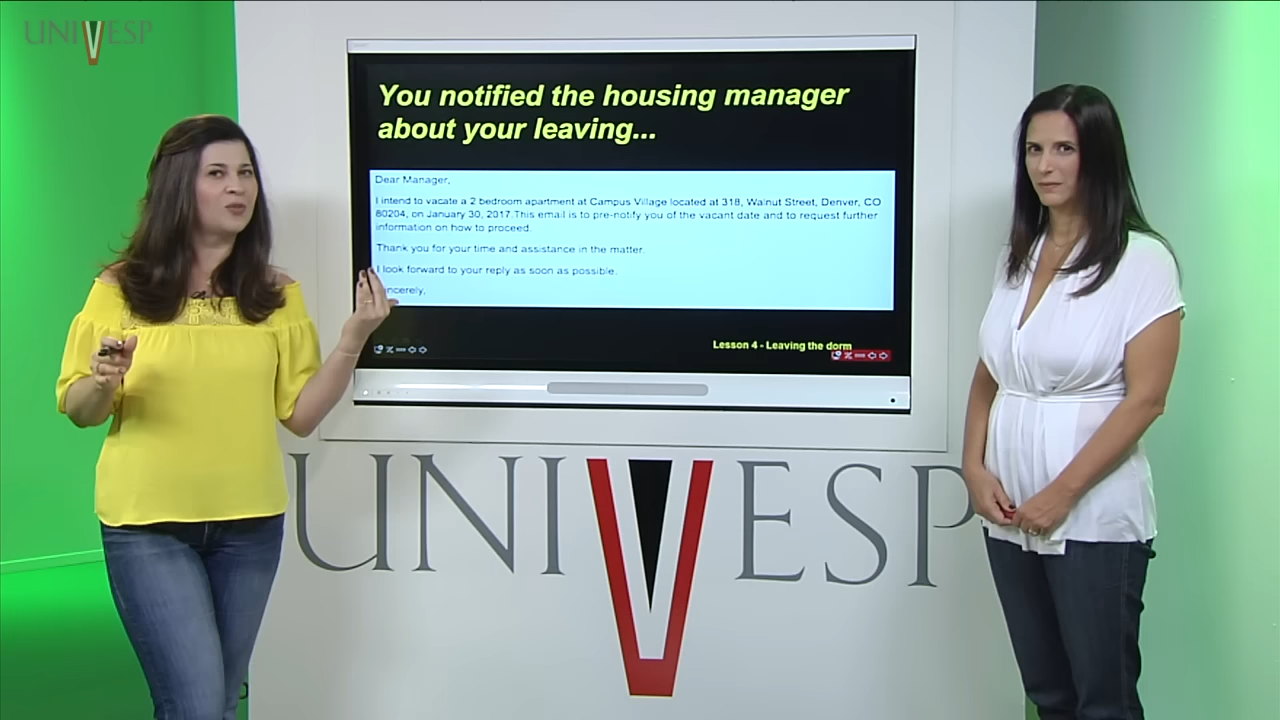 UNIVESP
You notified the housing manager
about your leaving...
Dear Manager,
I intend to vacate a 2 bedroom apartment at Campus Village located at 318, Walnut Street, Denver, CO
80204, on January 30, 2017.This email is to pre-notify you of the vacant date and to request further
information on how to proceed.
Thank you for your time and assistance in the matter.
I look forward to your reply as soon as possible.
Sincerely,
Lesson 4 - Leaving the dorm
UNIVESP